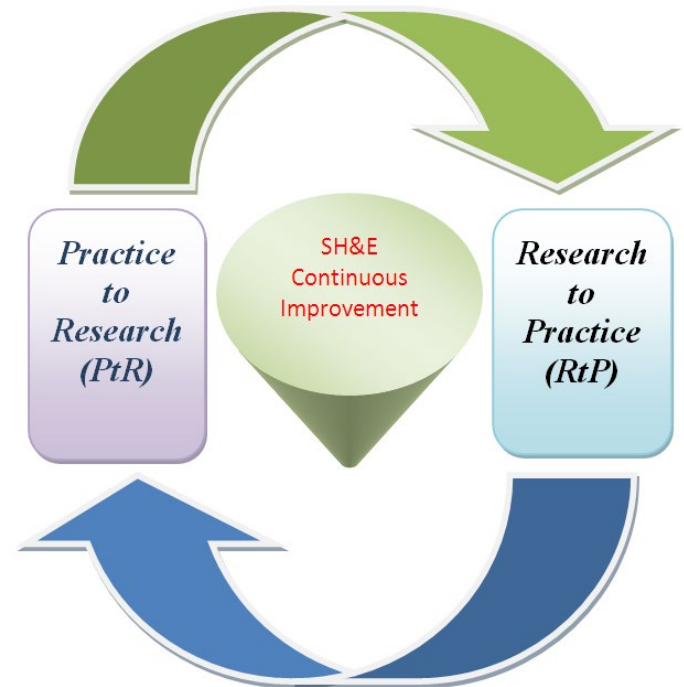 Practice
to
Research
(PtR)
SH&E
Continuous
Improvement
Research
to
Practice
(RtP)